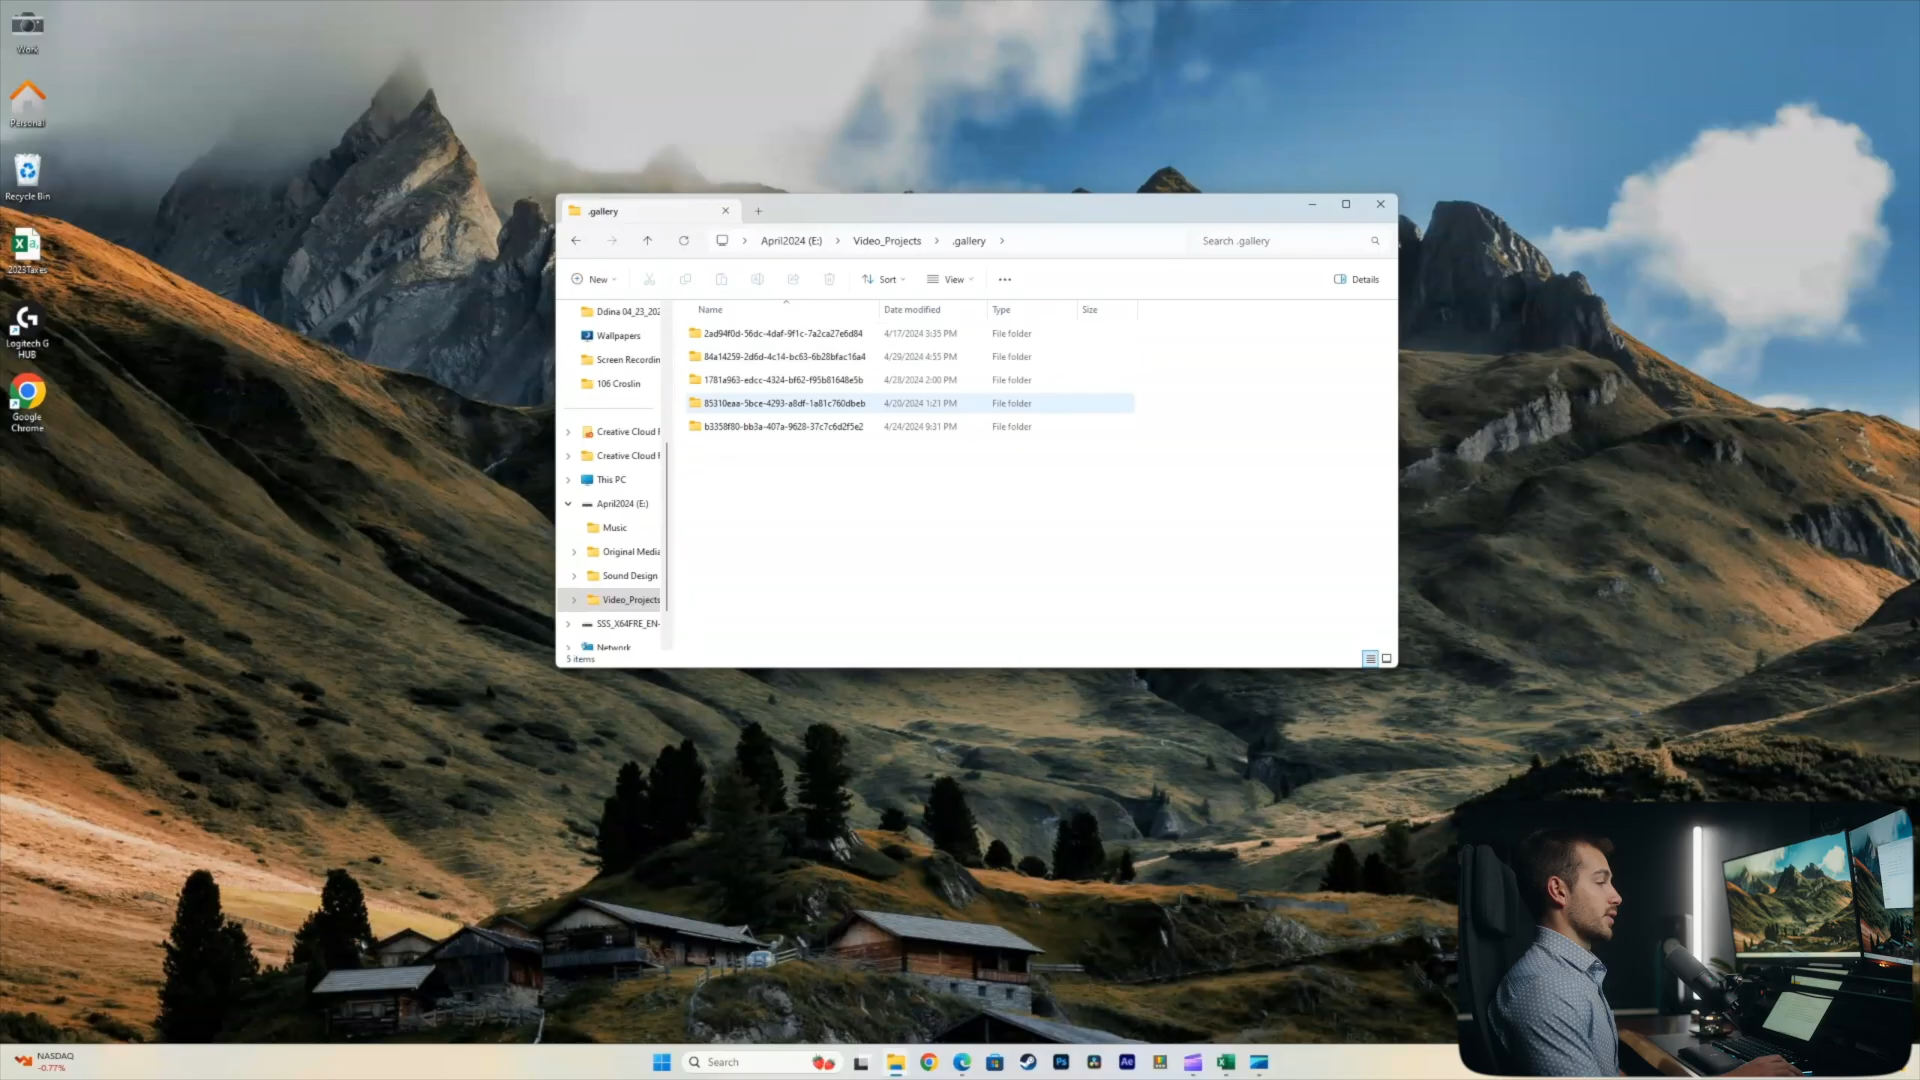 Work
Personal
Recycle Bin
2023Taxes
Logitech G
HUB
Google
Chrome
.gallery
April2024 (E:)
Video_Projects
.gallery
Search .gallery
New
Sort
View
Details
Name
Date modified
Type
Size
2ad94f0d-56dc-4daf-9f1c-7a2ca27e6d84 4/17/2024 3:35 PM File folder
84a14259-2d6d-4c14-bc63-6b28bfac16a4 4/29/2024 4:55 PM File folder
1781a963-edcc-4324-bf62-f95b81648e5b 4/28/2024 2:00 PM File folder
85310eaa-5bce-4293-a8df-1a81c760dbeb 4/20/2024 1:21 PM File folder
b3358f80-bb3a-407a-9628-37c7c6d2f5e2 4/24/2024 9:31 PM File folder
Ddina 04_23_202
Wallpapers
Screen Recordin
106 Croslin
Creative Cloud F
Creative Cloud F
This PC
April2024 (E:)
Music
Original Media
Sound Design
Video_Projects
SSS_X64FRE_EN-
Network
5 items
NASDAQ
-0.77%
Search
Ps
Ae